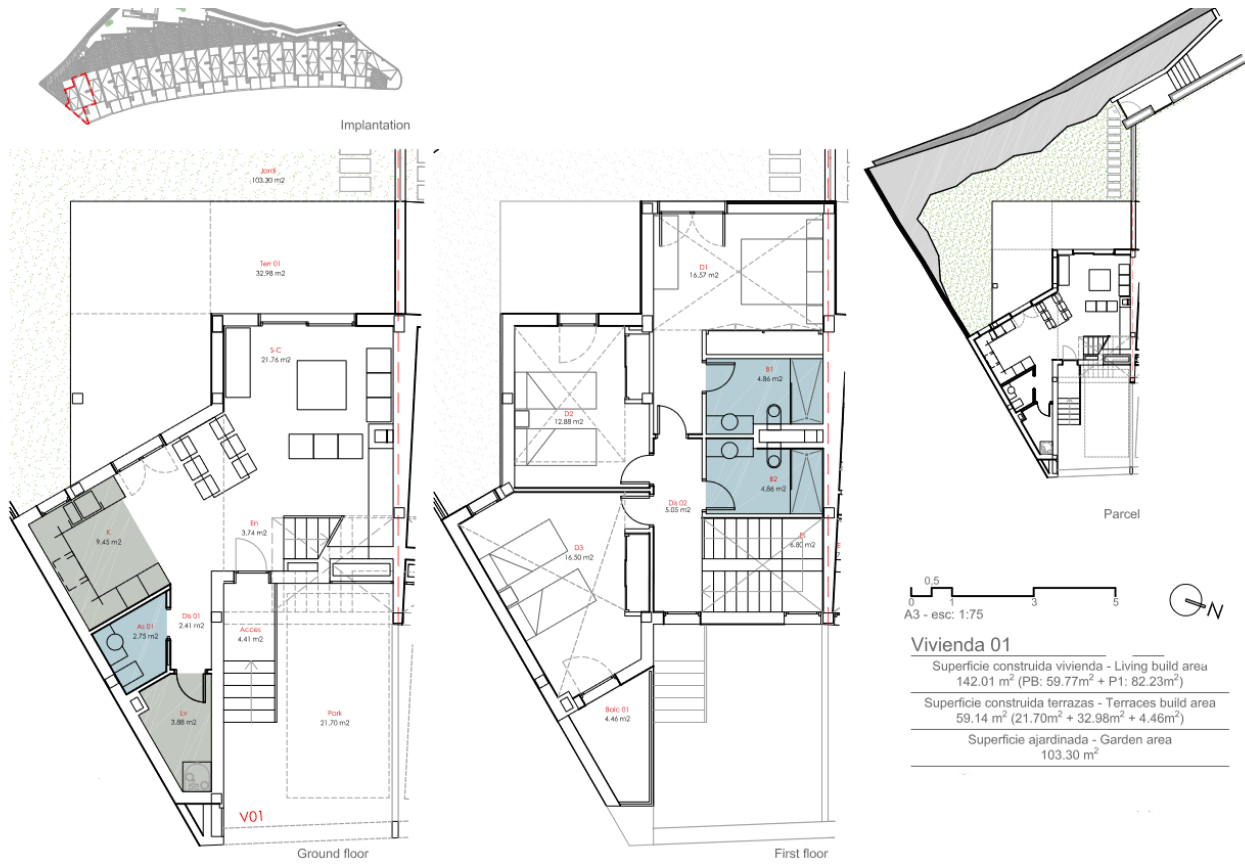 Implantation
Jardí
103.30 m2
Terr 01
32.98 m2
S-C
21.76 m2
K
9.45 m2
En
3.74 m2
As 01
2.75 m2
Dis 01
2.41 m2
Acces
4.41 m2
Lv
3.88 m2
Park
21.70 m2
V01
Ground floor
D1
16.57 m2
B1
4.86 m2
D2
12.88 m2
B2
4.86 m2
Dis 02
5.05 m2
D3
16.50 m2
Es
6.80 m2
Balc 01
4.46 m2
First floor
Parcel
0,5
0 1 3 5
A3 - esc: 1:75
N
Vivienda 01
Superficie construida vivienda - Living build area
142.01 m² (PB: 59.77m² + P1: 82.23m²)
Superficie construida terrazas - Terraces build area
59.14 m² (21.70m² + 32.98m² + 4.46m²)
Superficie ajardinada - Garden area
103.30 m²